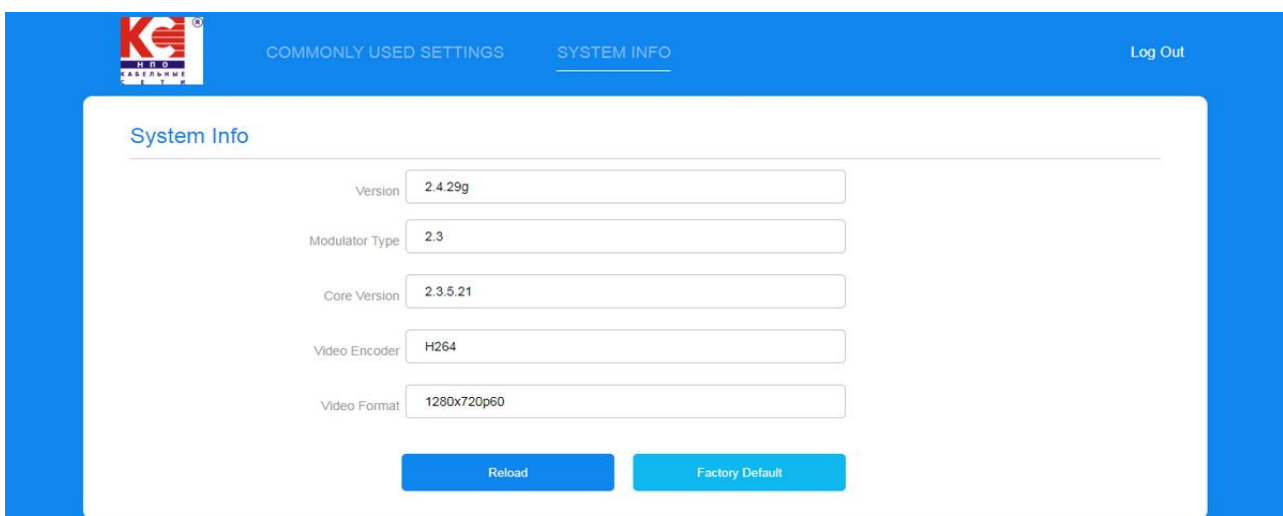 КС ®
НПО
КАБЕЛЬНЫЕ
СЕТИ
COMMONLY USED SETTINGS
SYSTEM INFO
Log Out
System Info
Version 2.4.29g
Modulator Type 2.3
Core Version 2.3.5.21
Video Encoder H264
Video Format 1280x720p60
Reload
Factory Default